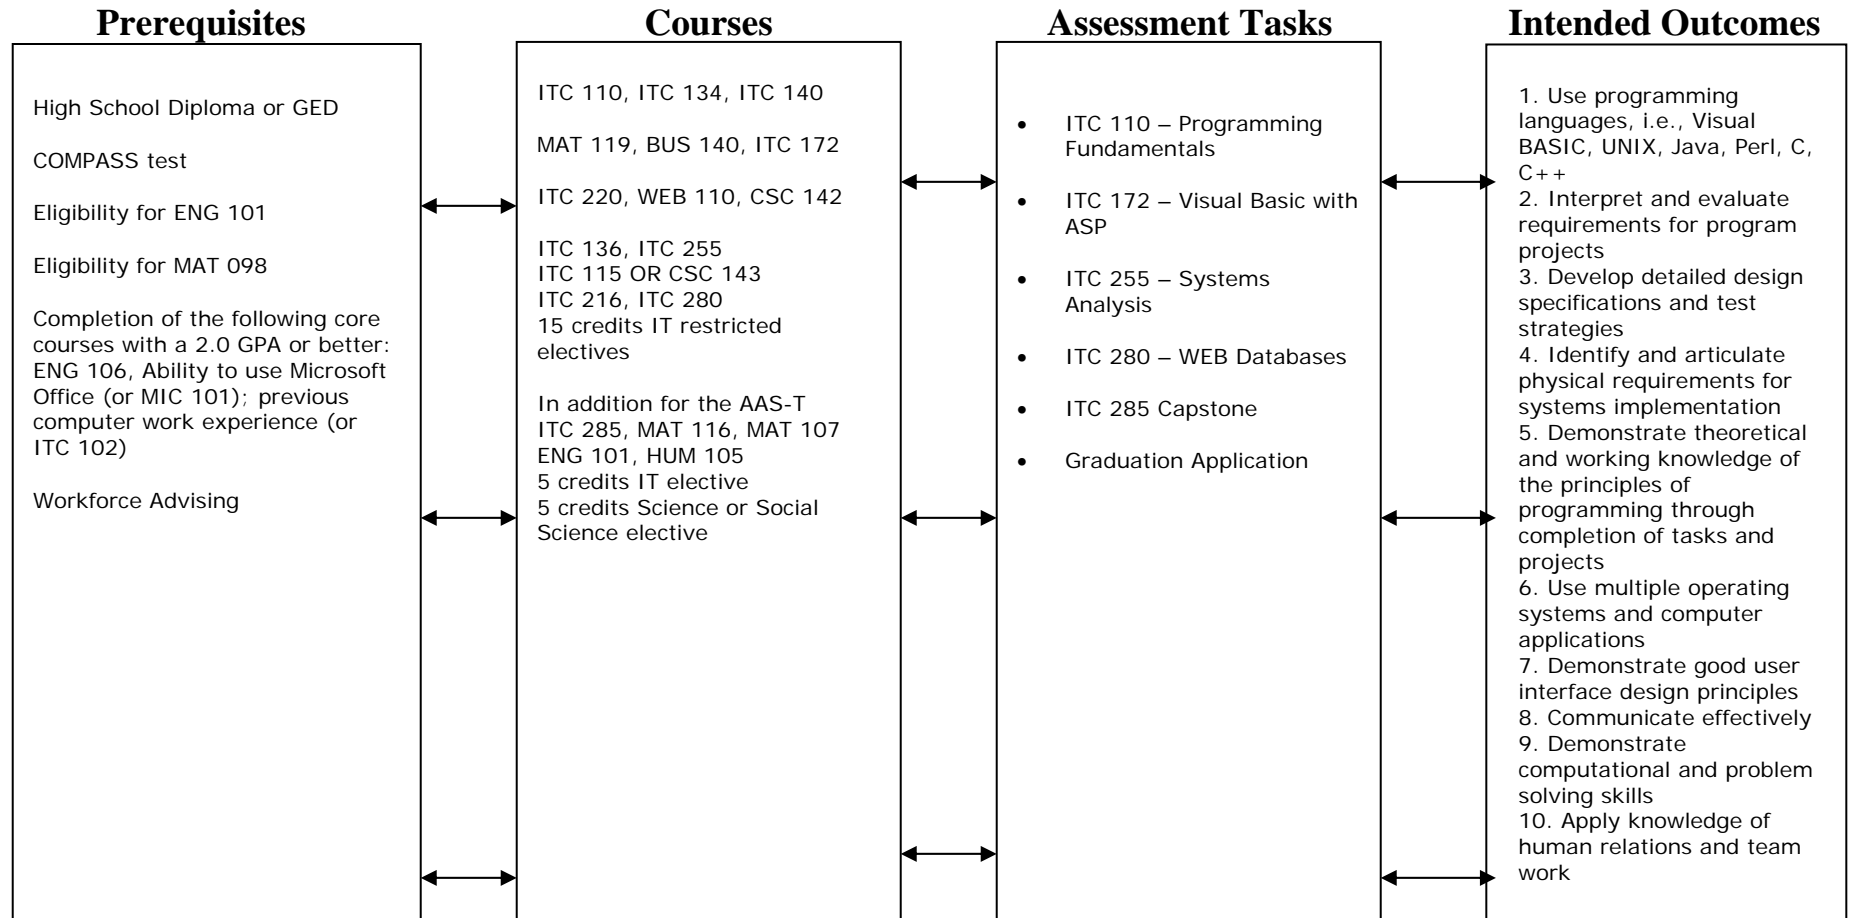 Prerequisites
High School Diploma or GED
COMPASS test
Eligibility for ENG 101
Eligibility for MAT 098
Completion of the following core
courses with a 2.0 GPA or better:
ENG 106, Ability to use Microsoft
Office (or MIC 101); previous
computer work experience (or
ITC 102)
Workforce Advising
Courses
ITC 110, ITC 134, ITC 140
MAT 119, BUS 140, ITC 172
ITC 220, WEB 110, CSC 142
ITC 136, ITC 255
ITC 115 OR CSC 143
ITC 216, ITC 280
15 credits IT restricted
electives
In addition for the AAS-T
ITC 285, MAT 116, MAT 107
ENG 101, HUM 105
5 credits IT elective
5 credits Science or Social
Science elective
Assessment Tasks
• ITC 110 – Programming
Fundamentals
• ITC 172 – Visual Basic with
ASP
• ITC 255 – Systems
Analysis
• ITC 280 – WEB Databases
• ITC 285 Capstone
• Graduation Application
Intended Outcomes
1. Use programming
languages, i.e., Visual
BASIC, UNIX, Java, Perl, C,
C++
2. Interpret and evaluate
requirements for program
projects
3. Develop detailed design
specifications and test
strategies
4. Identify and articulate
physical requirements for
systems implementation
5. Demonstrate theoretical
and working knowledge of
the principles of
programming through
completion of tasks and
projects
6. Use multiple operating
systems and computer
applications
7. Demonstrate good user
interface design principles
8. Communicate effectively
9. Demonstrate
computational and problem
solving skills
10. Apply knowledge of
human relations and team
work